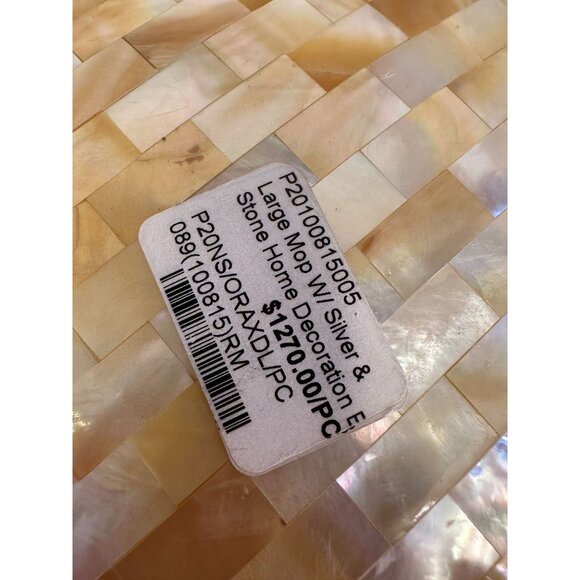 P20100815005
Large Mop W/ Silver &
Stone Home Decoration
$1270.00/PC
P20NS/ORAXDL/PC
089(100815)RM